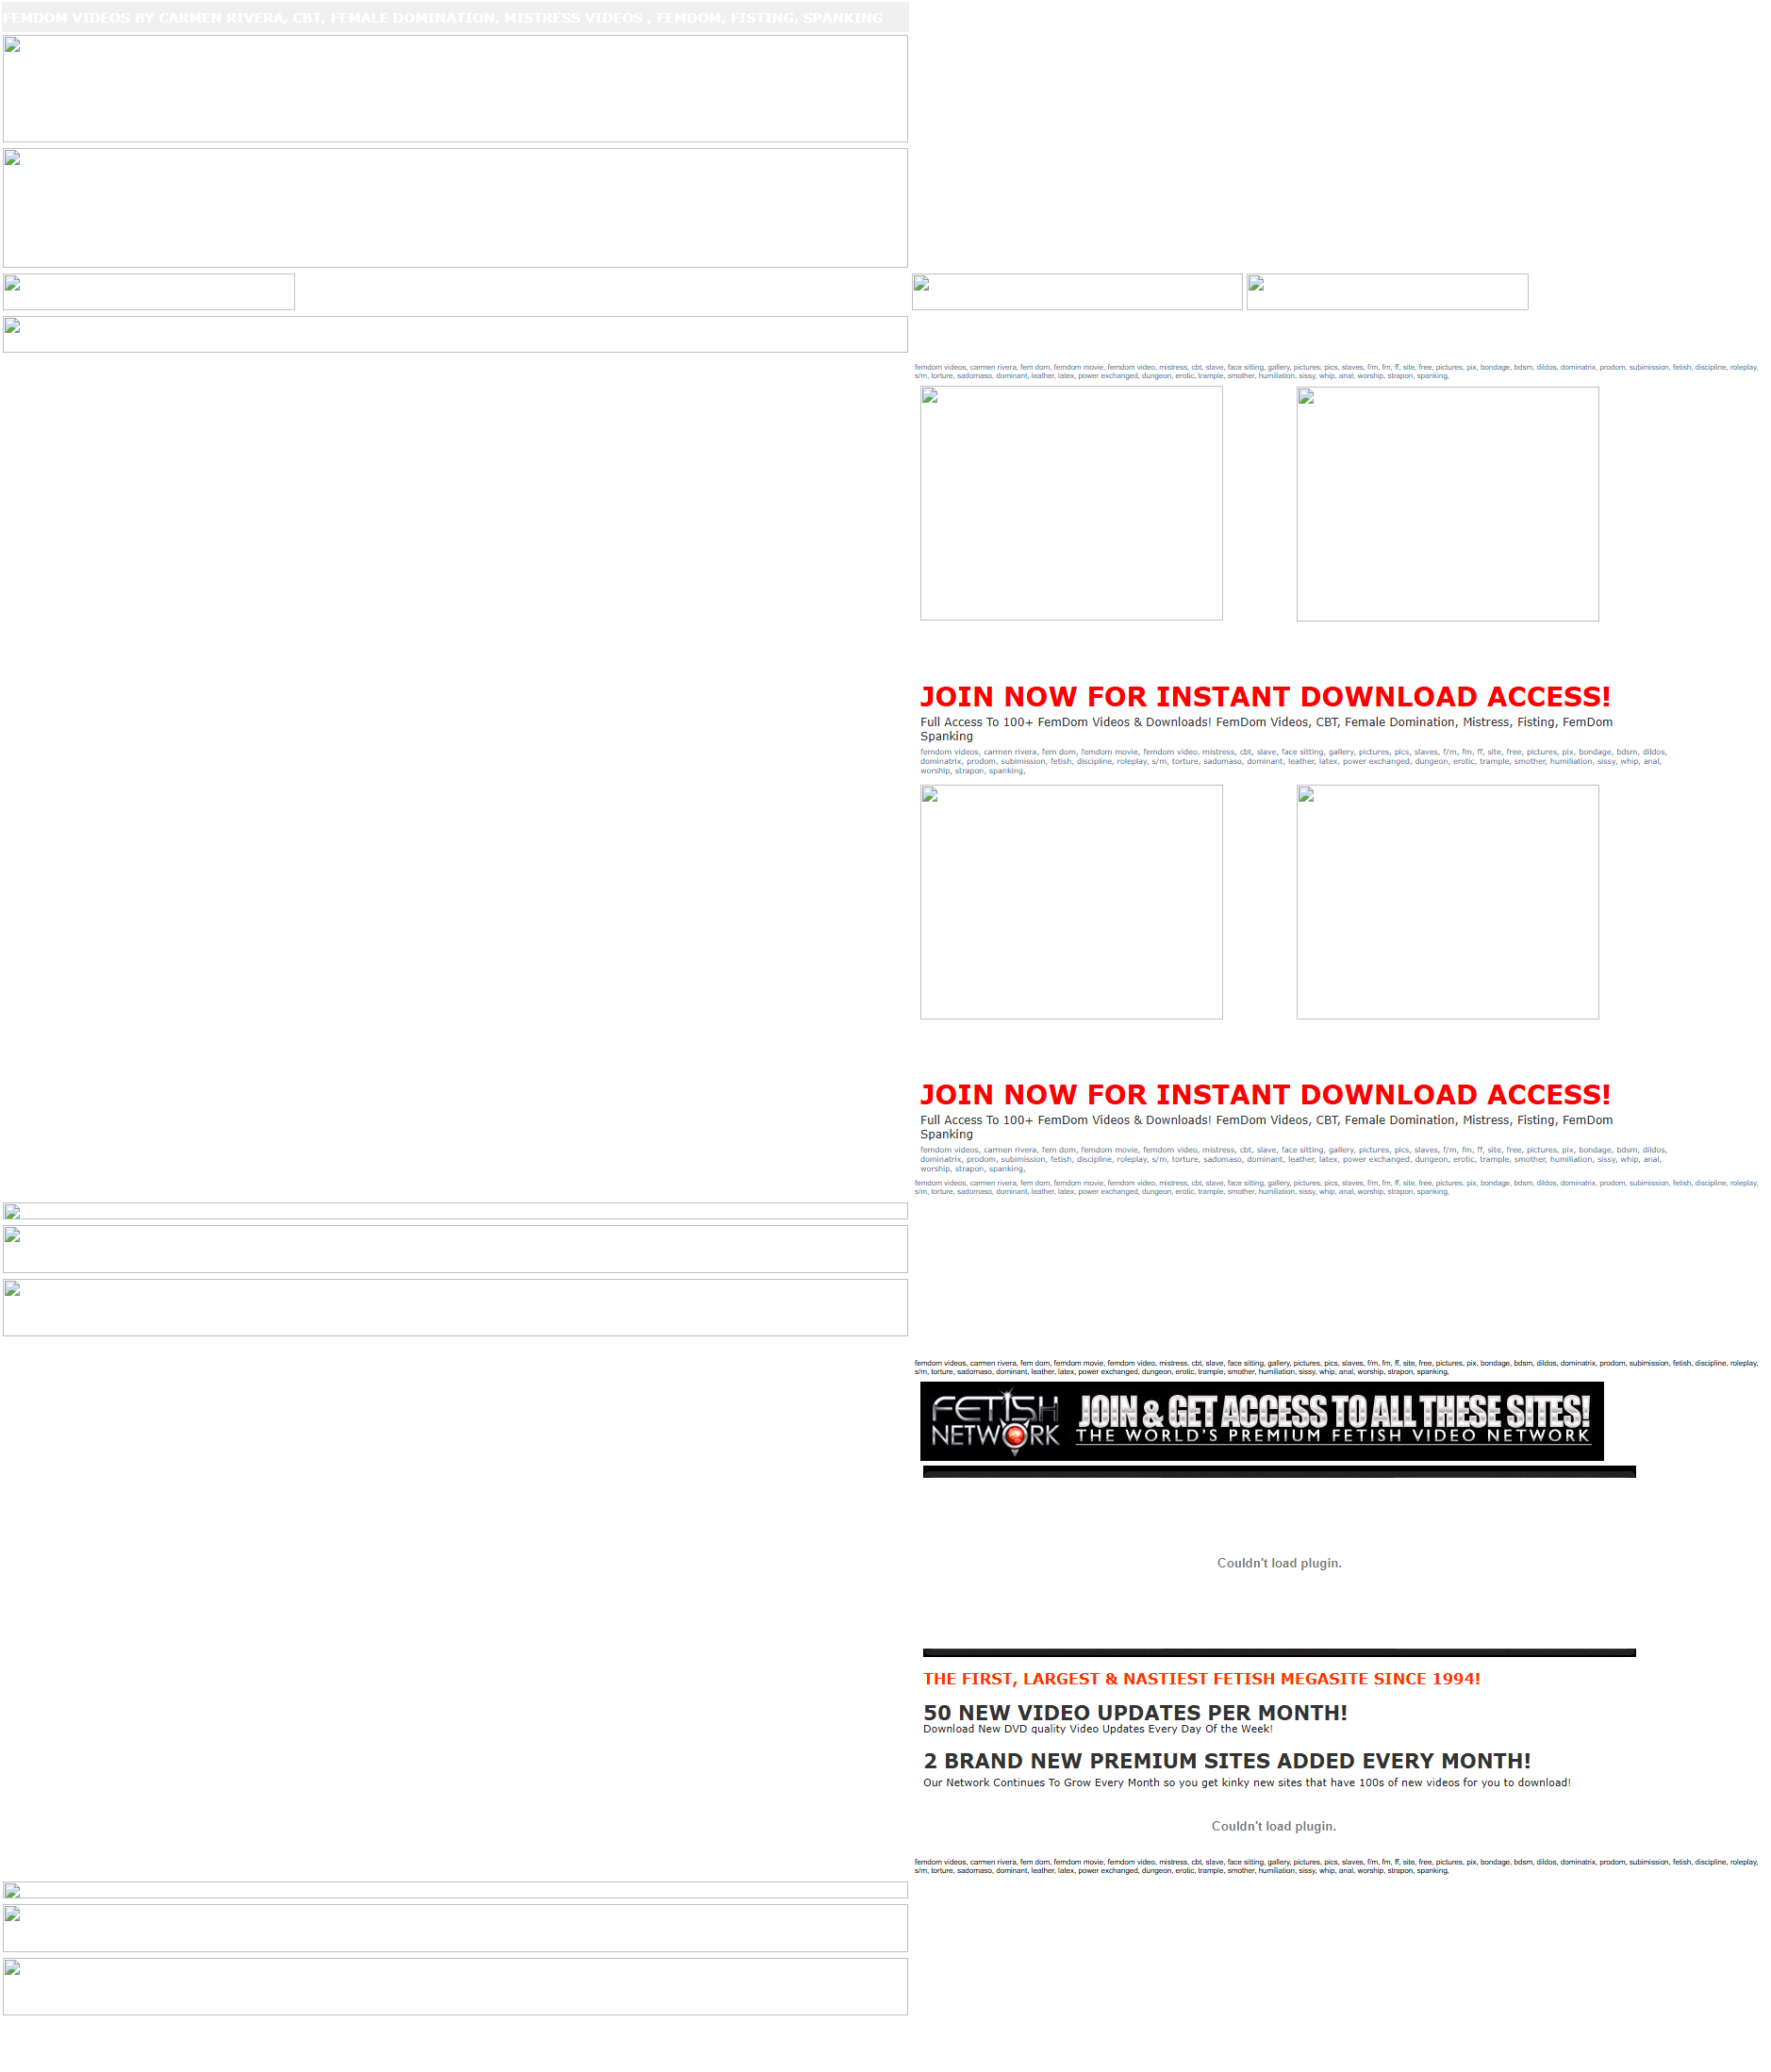 FEMDOM VIDEOS BY CARMEN RIVERA, CBT, FEMALE DOMINATION, MISTRESS VIDEOS , FEMDOM, FISTING, SPANKING
femdom videos, carmen rivera, fem dom, femdom movie, femdom video, mistress, cbt, slave, face sitting, gallery, pictures, pics, slaves, f/m, fm, ff, site, free, pictures, pix, bondage, bdsm, dildos, dominatrix, prodom, subimission, fetish, discipline, roleplay,
s/m, torture, sadomaso, dominant, leather, latex, power exchanged, dungeon, erotic, trample, smother, humiliation, sissy, whip, anal, worship, strapon, spanking,
JOIN NOW FOR INSTANT DOWNLOAD ACCESS!
Full Access To 100+ FemDom Videos & Downloads! FemDom Videos, CBT, Female Domination, Mistress, Fisting, FemDom
Spanking
femdom videos, carmen rivera, fem dom, femdom movie, femdom video, mistress, cbt, slave, face sitting, gallery, pictures, pics, slaves, f/m, fm, ff, site, free, pictures, pix, bondage, bdsm, dildos,
dominatrix, prodom, subimission, fetish, discipline, roleplay, s/m, torture, sadomaso, dominant, leather, latex, power exchanged, dungeon, erotic, trample, smother, humiliation, sissy, whip, anal,
worship, strapon, spanking,
JOIN NOW FOR INSTANT DOWNLOAD ACCESS!
Full Access To 100+ FemDom Videos & Downloads! FemDom Videos, CBT, Female Domination, Mistress, Fisting, FemDom
Spanking
femdom videos, carmen rivera, fem dom, femdom movie, femdom video, mistress, cbt, slave, face sitting, gallery, pictures, pics, slaves, f/m, fm, ff, site, free, pictures, pix, bondage, bdsm, dildos,
dominatrix, prodom, subimission, fetish, discipline, roleplay, s/m, torture, sadomaso, dominant, leather, latex, power exchanged, dungeon, erotic, trample, smother, humiliation, sissy, whip, anal,
worship, strapon, spanking,
femdom videos, carmen rivera, fem dom, femdom movie, femdom video, mistress, cbt, slave, face sitting, gallery, pictures, pics, slaves, f/m, fm, ff, site, free, pictures, pix, bondage, bdsm, dildos, dominatrix, prodom, subimission, fetish, discipline, roleplay,
s/m, torture, sadomaso, dominant, leather, latex, power exchanged, dungeon, erotic, trample, smother, humiliation, sissy, whip, anal, worship, strapon, spanking,
femdom videos, carmen rivera, fem dom, femdom movie, femdom video, mistress, cbt, slave, face sitting, gallery, pictures, pics, slaves, f/m, fm, ff, site, free, pictures, pix, bondage, bdsm, dildos, dominatrix, prodom, subimission, fetish, discipline, roleplay,
s/m, torture, sadomaso, dominant, leather, latex, power exchanged, dungeon, erotic, trample, smother, humiliation, sissy, whip, anal, worship, strapon, spanking,
FETISH NETWORK
JOIN & GET ACCESS TO ALL THESE SITES!
THE WORLD'S PREMIUM FETISH VIDEO NETWORK
Couldn't load plugin.
THE FIRST, LARGEST & NASTIEST FETISH MEGASITE SINCE 1994!
50 NEW VIDEO UPDATES PER MONTH!
Download New DVD quality Video Updates Every Day Of the Week!
2 BRAND NEW PREMIUM SITES ADDED EVERY MONTH!
Our Network Continues To Grow Every Month so you get kinky new sites that have 100s of new videos for you to download!
Couldn't load plugin.
femdom videos, carmen rivera, fem dom, femdom movie, femdom video, mistress, cbt, slave, face sitting, gallery, pictures, pics, slaves, f/m, fm, ff, site, free, pictures, pix, bondage, bdsm, dildos, dominatrix, prodom, subimission, fetish, discipline, roleplay,
s/m, torture, sadomaso, dominant, leather, latex, power exchanged, dungeon, erotic, trample, smother, humiliation, sissy, whip, anal, worship, strapon, spanking,